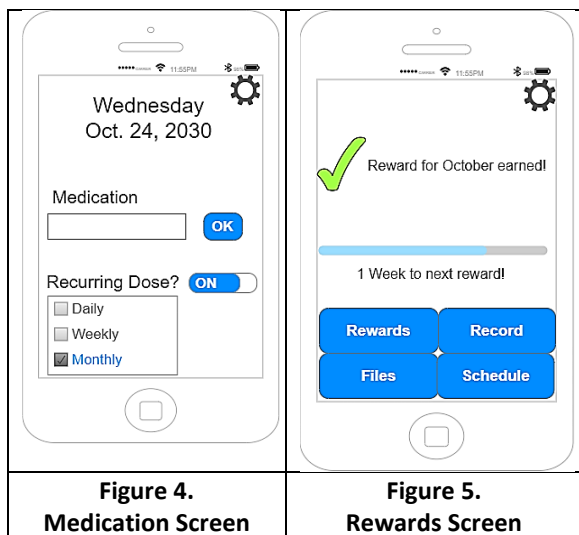 11:55PM
Wednesday
Oct. 24, 2030
Medication
OK
Recurring Dose? ON
Daily
Weekly
Monthly
Figure 4.
Medication Screen
11:55PM
Reward for October earned!
1 Week to next reward!
Rewards Record
Files Schedule
Figure 5.
Rewards Screen